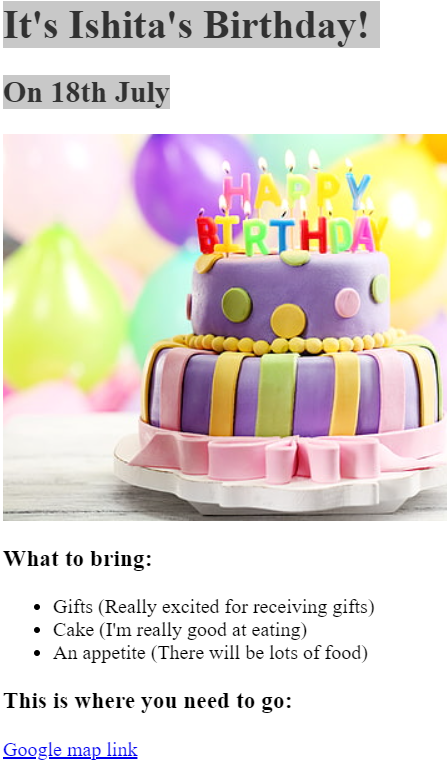 It's Ishita's Birthday!
On 18th July
HAPPY
BIRTHDAY
What to bring:
Gifts (Really excited for receiving gifts)
Cake (I'm really good at eating)
An appetite (There will be lots of food)
This is where you need to go:
Google map link